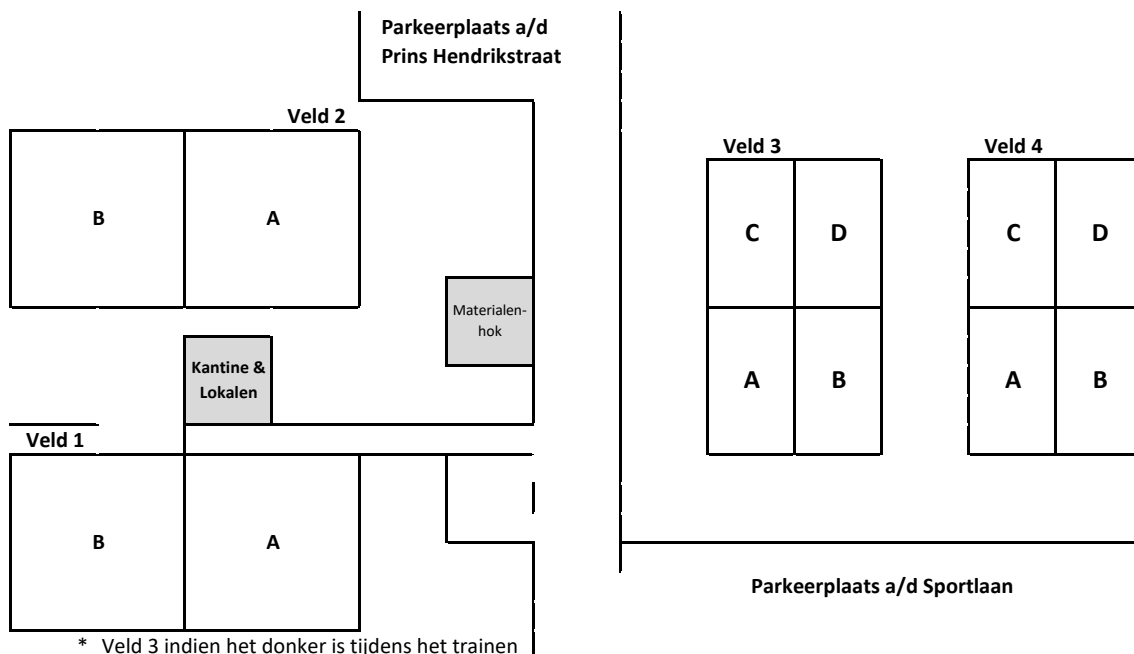 Parkeerplaats a/d
Prins Hendrikstraat
Veld 2
B
A
Materialen-
hok
Kantine &
Lokalen
Veld 1
B
A
* Veld 3 indien het donker is tijdens het trainen
Veld 3
C
D
A
B
Veld 4
C
D
A
B
Parkeerplaats a/d Sportlaan